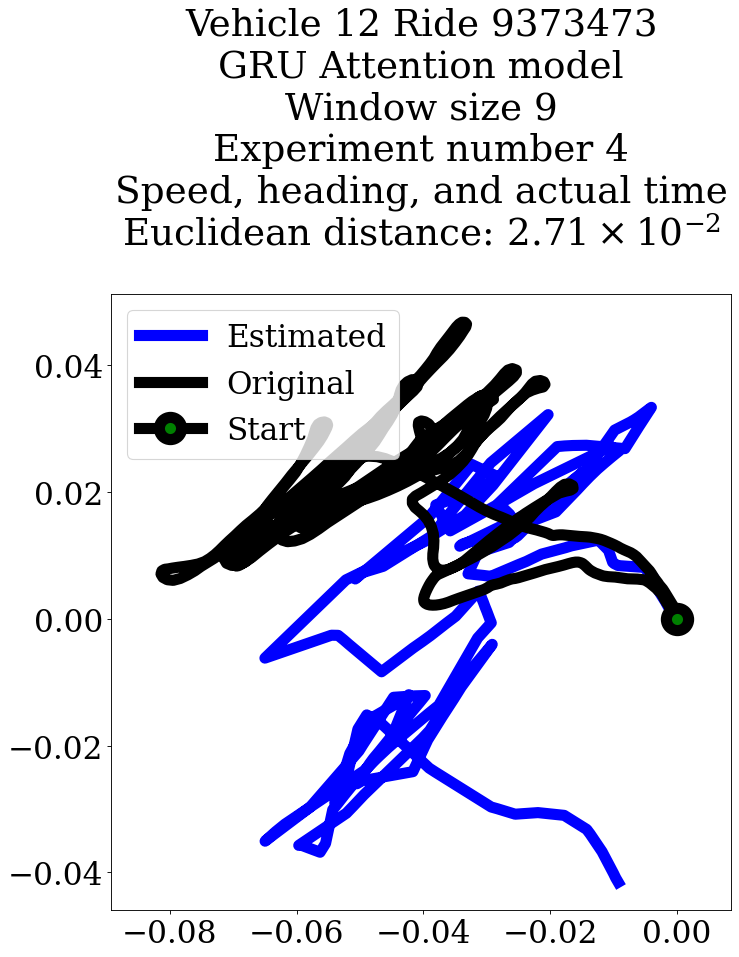 Vehicle 12 Ride 9373473
GRU Attention model
Window size 9
Experiment number 4
Speed, heading, and actual time
Euclidean distance: 2.71 × 10⁻²
Estimated
Original
Start
0.04
0.02
0.00
−0.02
−0.04
−0.08 −0.06 −0.04 −0.02 0.00